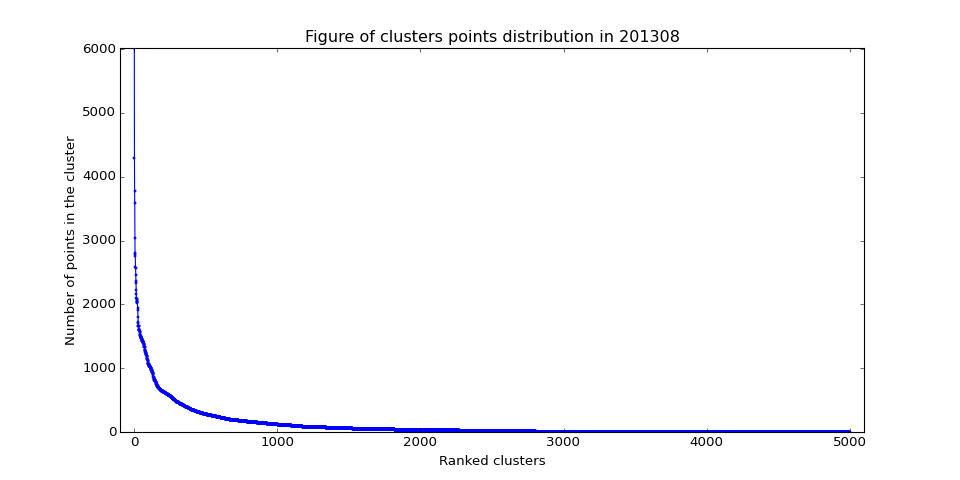 Figure of clusters points distribution in 201308
6000
5000
4000
3000
2000
1000
0
Number of points in the cluster
0 1000 2000 3000 4000 5000
Ranked clusters